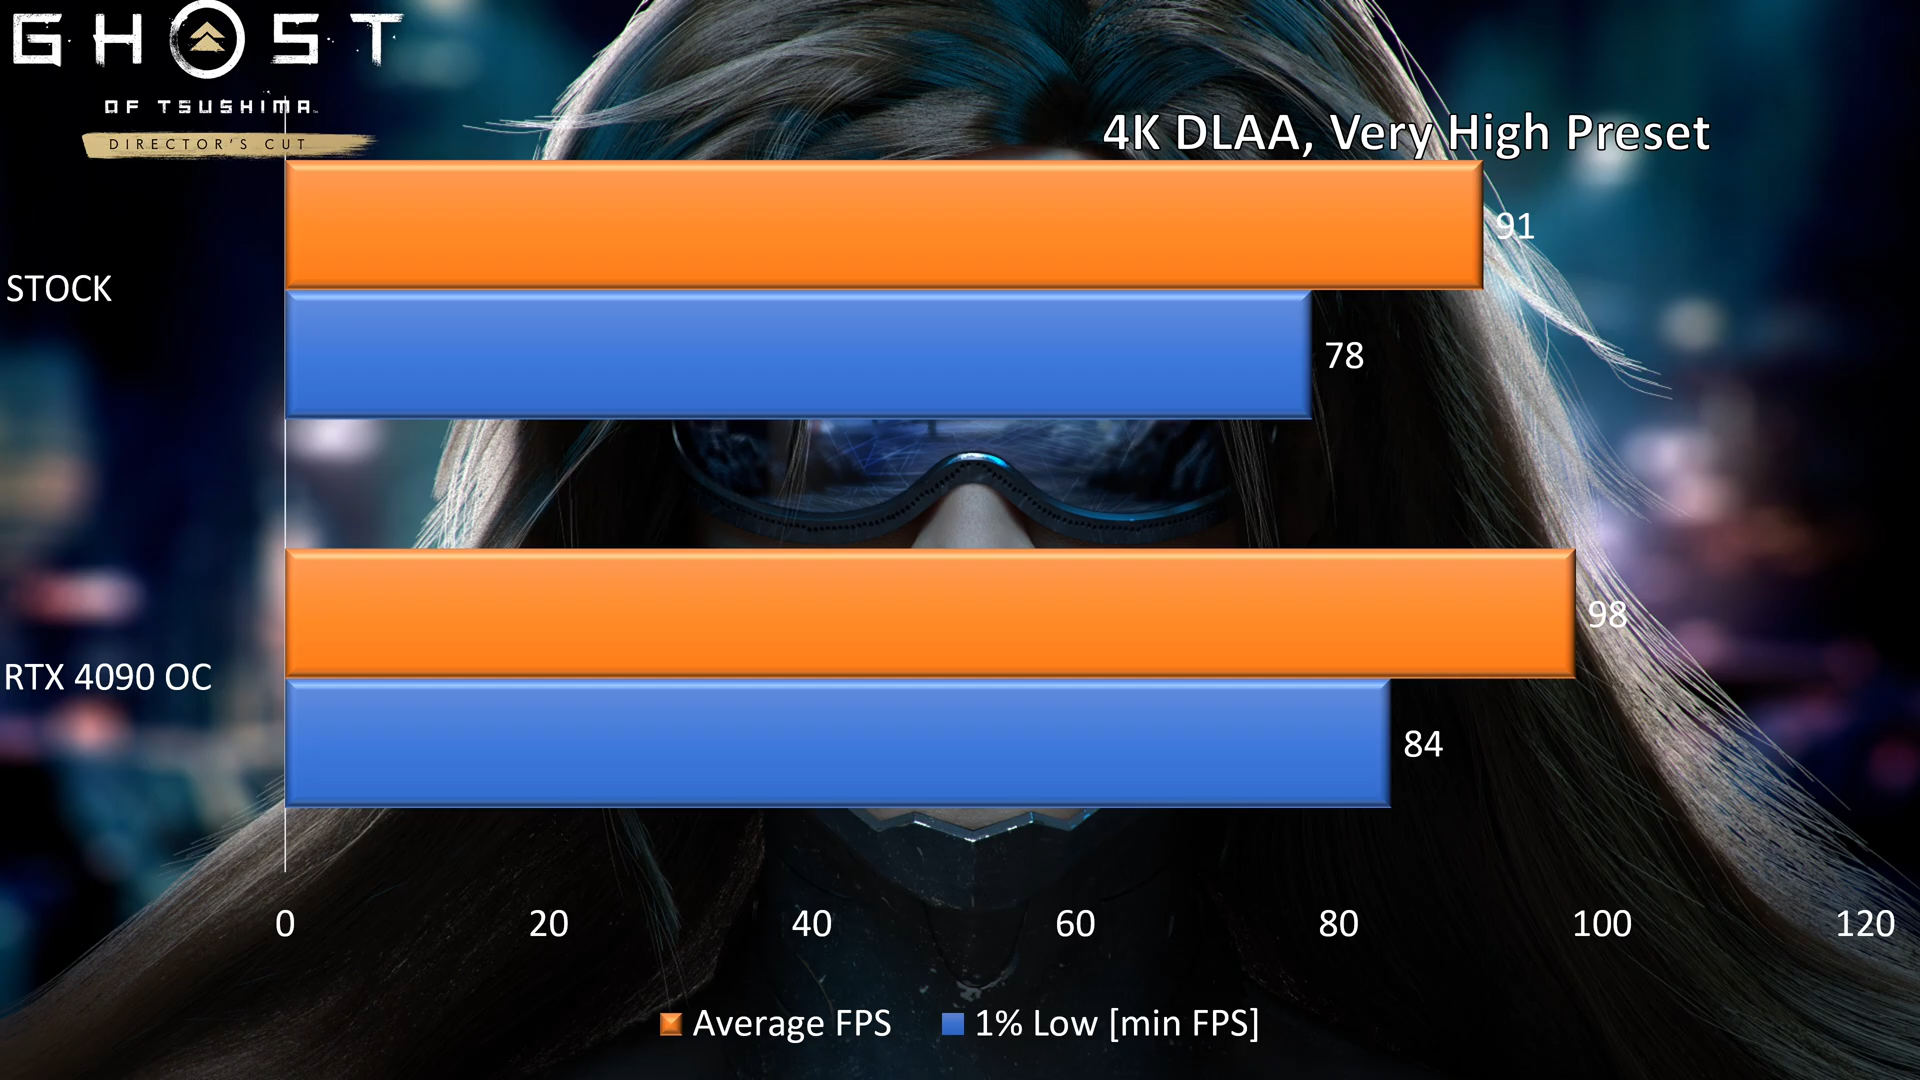 GHOST
OF TSUSHIMA™
DIRECTOR'S CUT
4K DLAA, Very High Preset
STOCK
91
78
RTX 4090 OC
98
84
0 20 40 60 80 100 120
Average FPS 1% Low [min FPS]